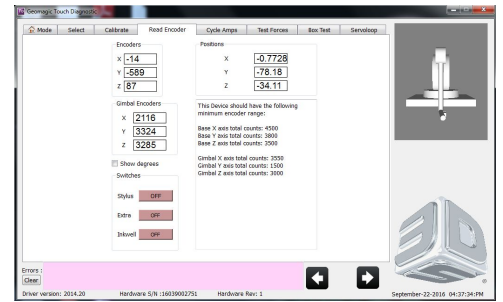 Geomagic Touch Diagnostic
Mode Select Calibrate Read Encoder Cycle Amps Test Forces Box Test Servoloop
Encoders
X -14
Y -589
Z 87
Positions
X -0.7728
Y -78.18
Z -34.11
Gimbal Encoders
X 2116
Y 3324
Z 3285
This Device should have the following
minimum encoder range:
Base X axis total counts: 4500
Base Y axis total counts: 3800
Base Z axis total counts: 3500
Gimbal X axis total counts: 3550
Gimbal Y axis total counts: 1500
Gimbal Z axis total counts: 3000
Show degrees
Switches
Stylus OFF
Extra OFF
Inkwell OFF
Errors :
Clear
Driver version: 2014.20 Hardware S/N :16039002751 Hardware Rev: 1 September-22-2016 04:37:34:PM